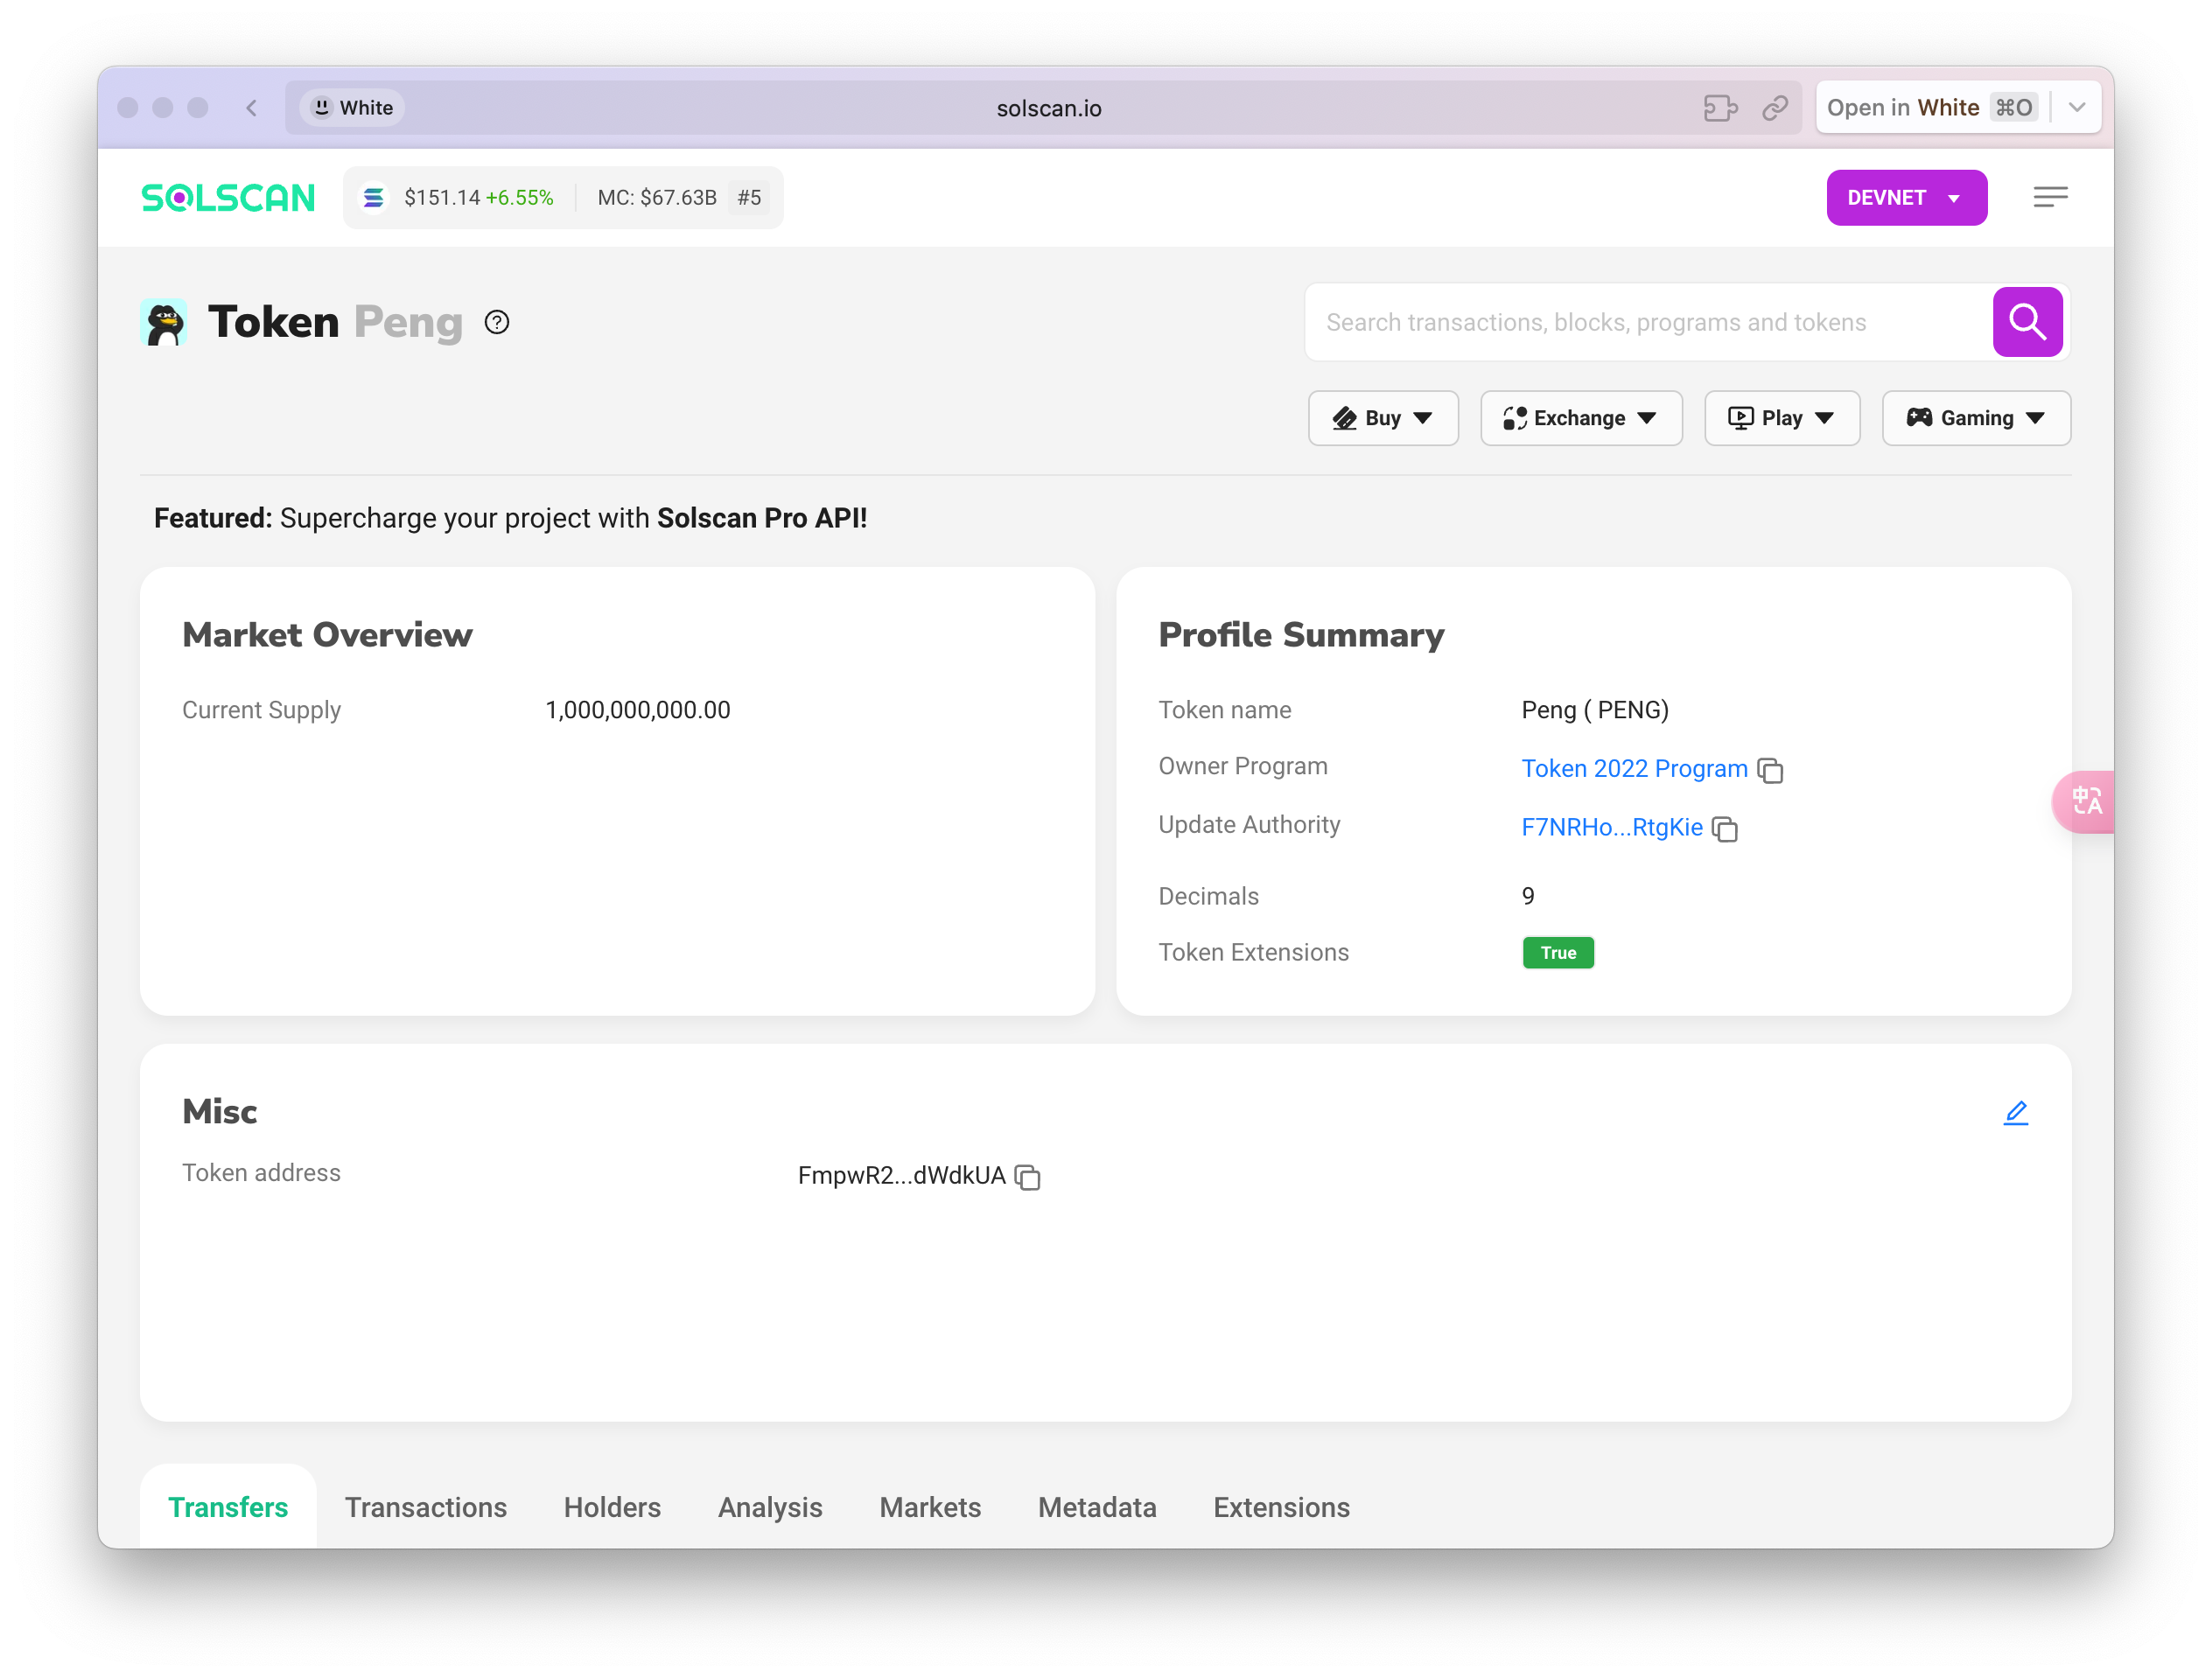 White
solscan.io
Open in White ⌘O
SOLSCAN
$151.14 +6.55%
MC: $67.63B #5
DEVNET
Token Peng
Search transactions, blocks, programs and tokens
Buy
Exchange
Play
Gaming
Featured: Supercharge your project with Solscan Pro API!
Market Overview
Current Supply 1,000,000,000.00
Profile Summary
Token name Peng ( PENG)
Owner Program Token 2022 Program
Update Authority F7NRHo...RtgKie
Decimals 9
Token Extensions True
中A
Misc
Token address FmpwR2...dWdkUA
Transfers Transactions Holders Analysis Markets Metadata Extensions